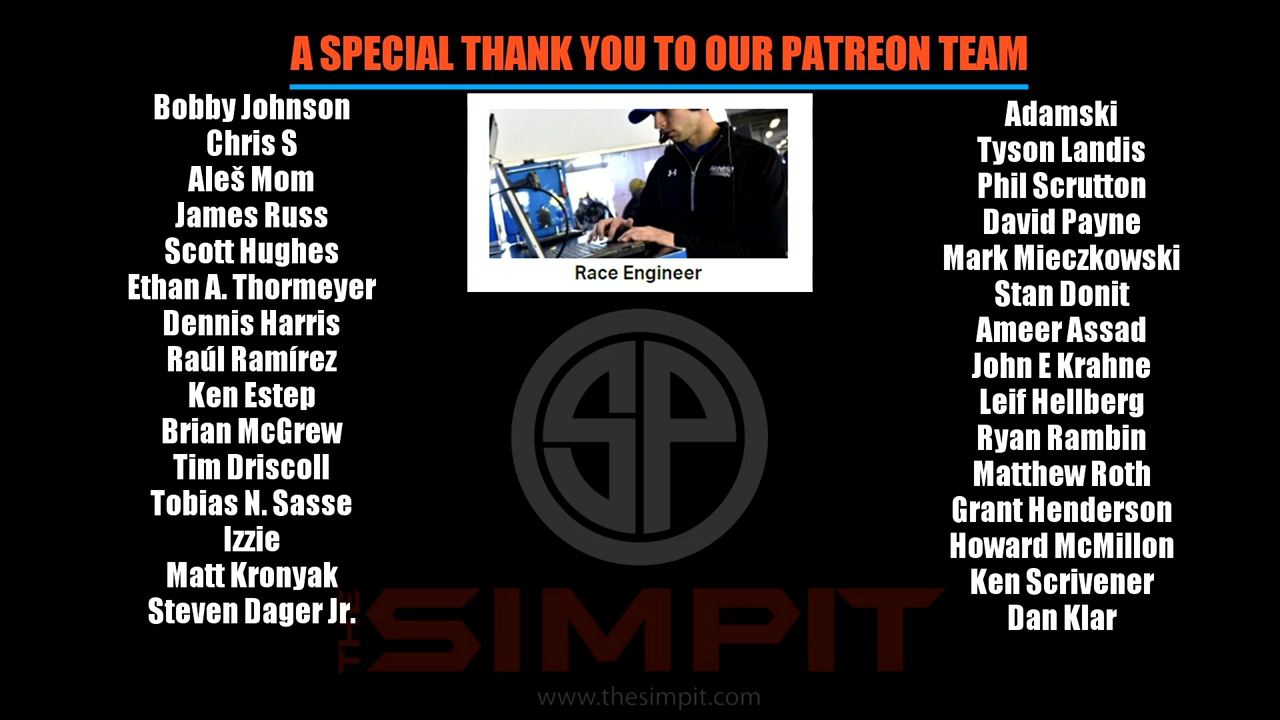 A SPECIAL THANK YOU TO OUR PATREON TEAM
Bobby Johnson
Chris S
Aleš Mom
James Russ
Scott Hughes
Ethan A. Thormeyer
Dennis Harris
Raúl Ramírez
Ken Estep
Brian McGrew
Tim Driscoll
Tobias N. Sasse
Izzie
Matt Kronyak
Steven Dager Jr.
Race Engineer
SP
THE SIMPIT
www.thesimpit.com
Adamski
Tyson Landis
Phil Scrutton
David Payne
Mark Mieczkowski
Stan Donit
Ameer Assad
John E Krahne
Leif Hellberg
Ryan Rambin
Matthew Roth
Grant Henderson
Howard McMillon
Ken Scrivener
Dan Klar